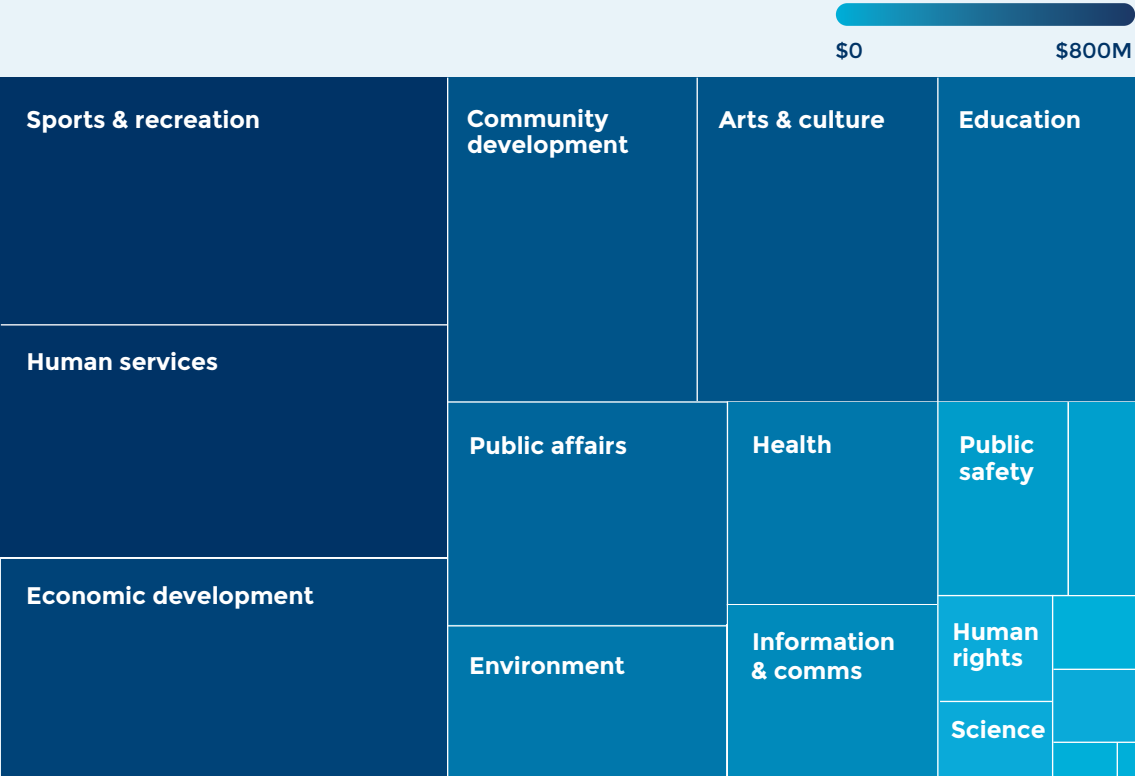 $0 $800M
Sports & recreation
Community
development
Arts & culture
Education
Human services
Public affairs
Health
Public
safety
Economic development
Environment
Information
& comms
Human
rights
Science